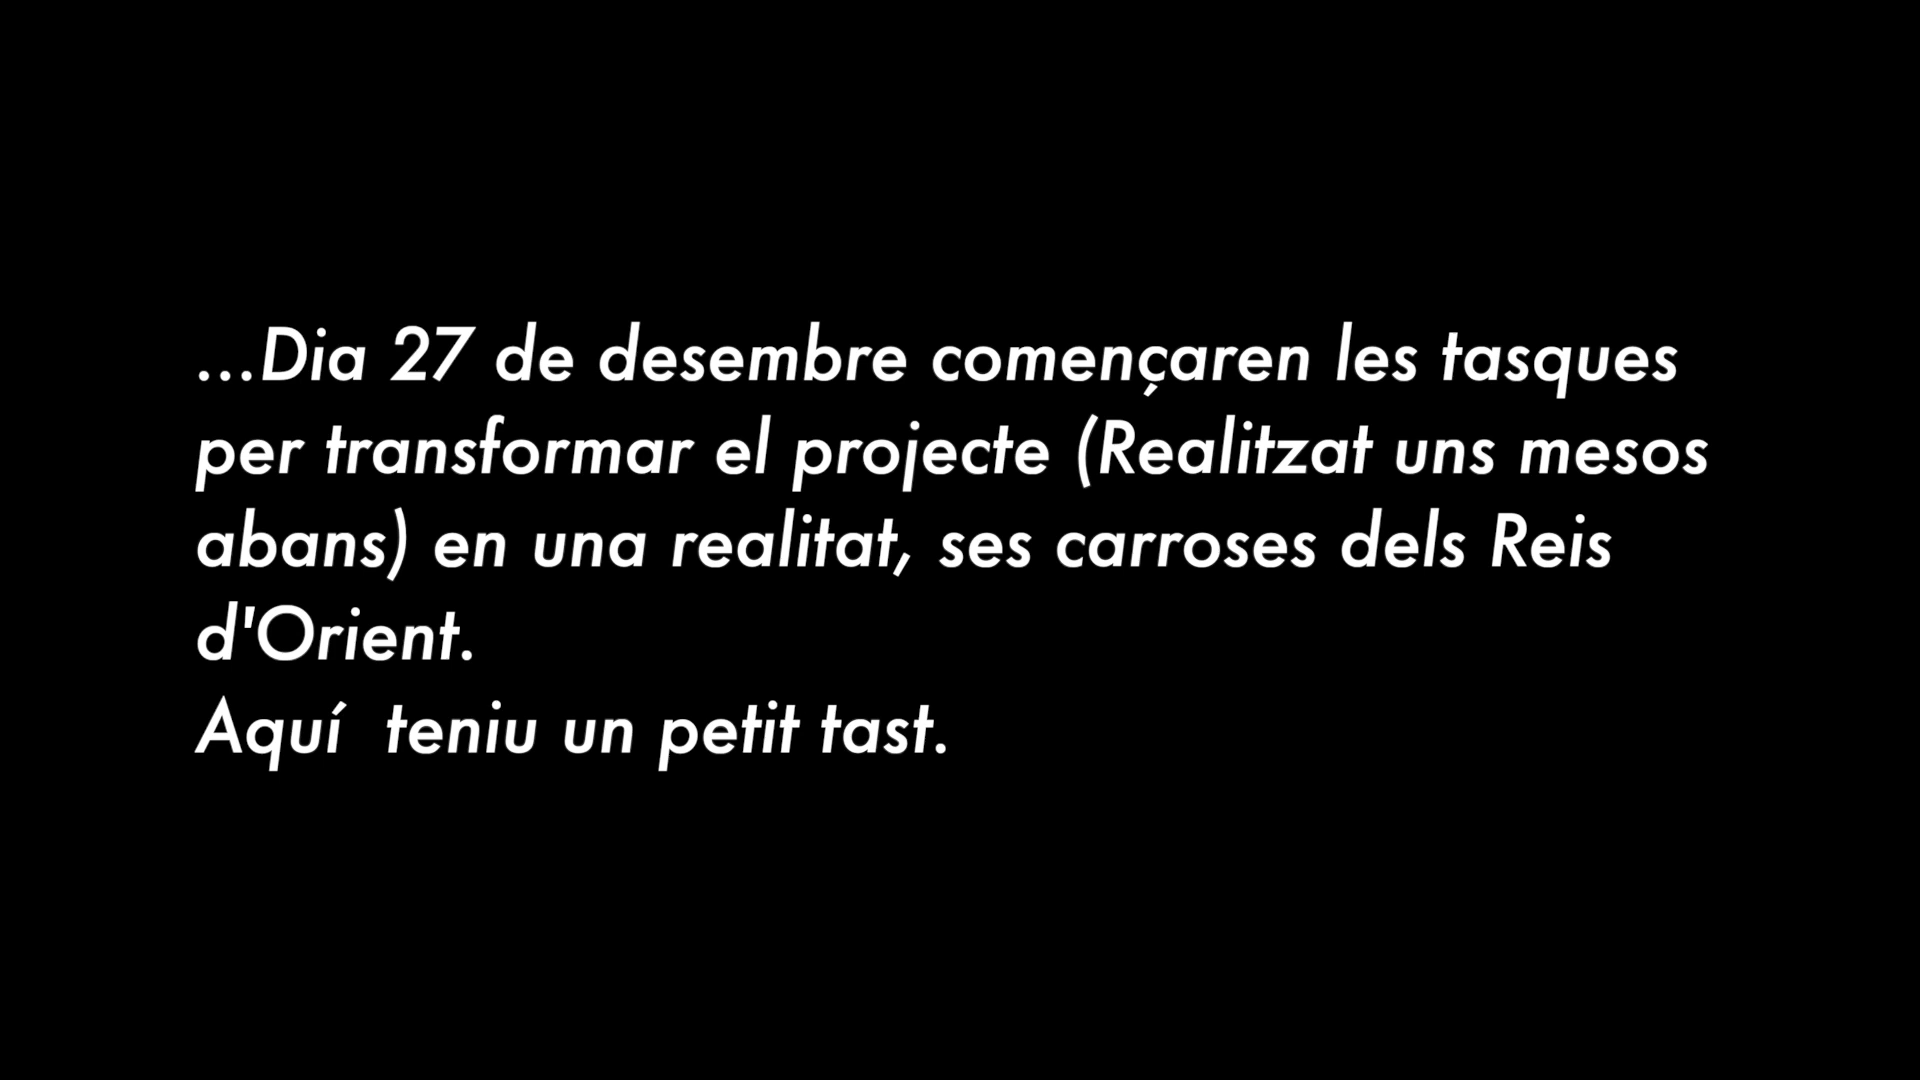 ...Dia 27 de desembre començaren les tasques
per transformar el projecte (Realitzat uns mesos
abans) en una realitat, ses carroses dels Reis
d'Orient.
Aquí  teniu un petit tast.